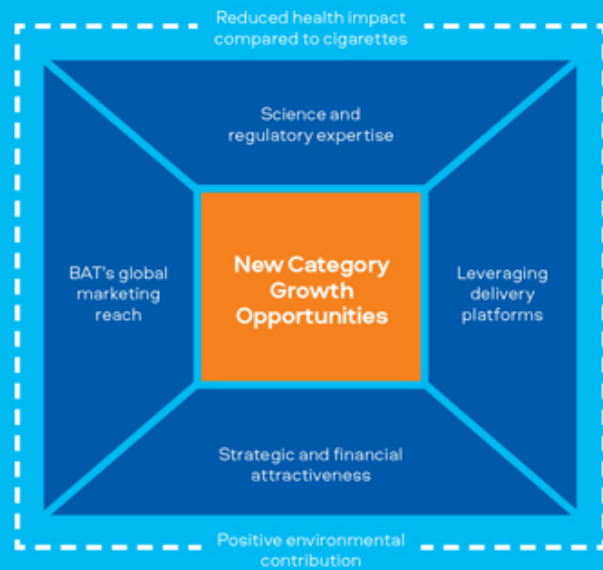 Reduced health impact
compared to cigarettes
Science and
regulatory expertise
BAT's global
marketing
reach
New Category
Growth
Opportunities
Leveraging
delivery
platforms
Strategic and financial
attractiveness
Positive environmental
contribution